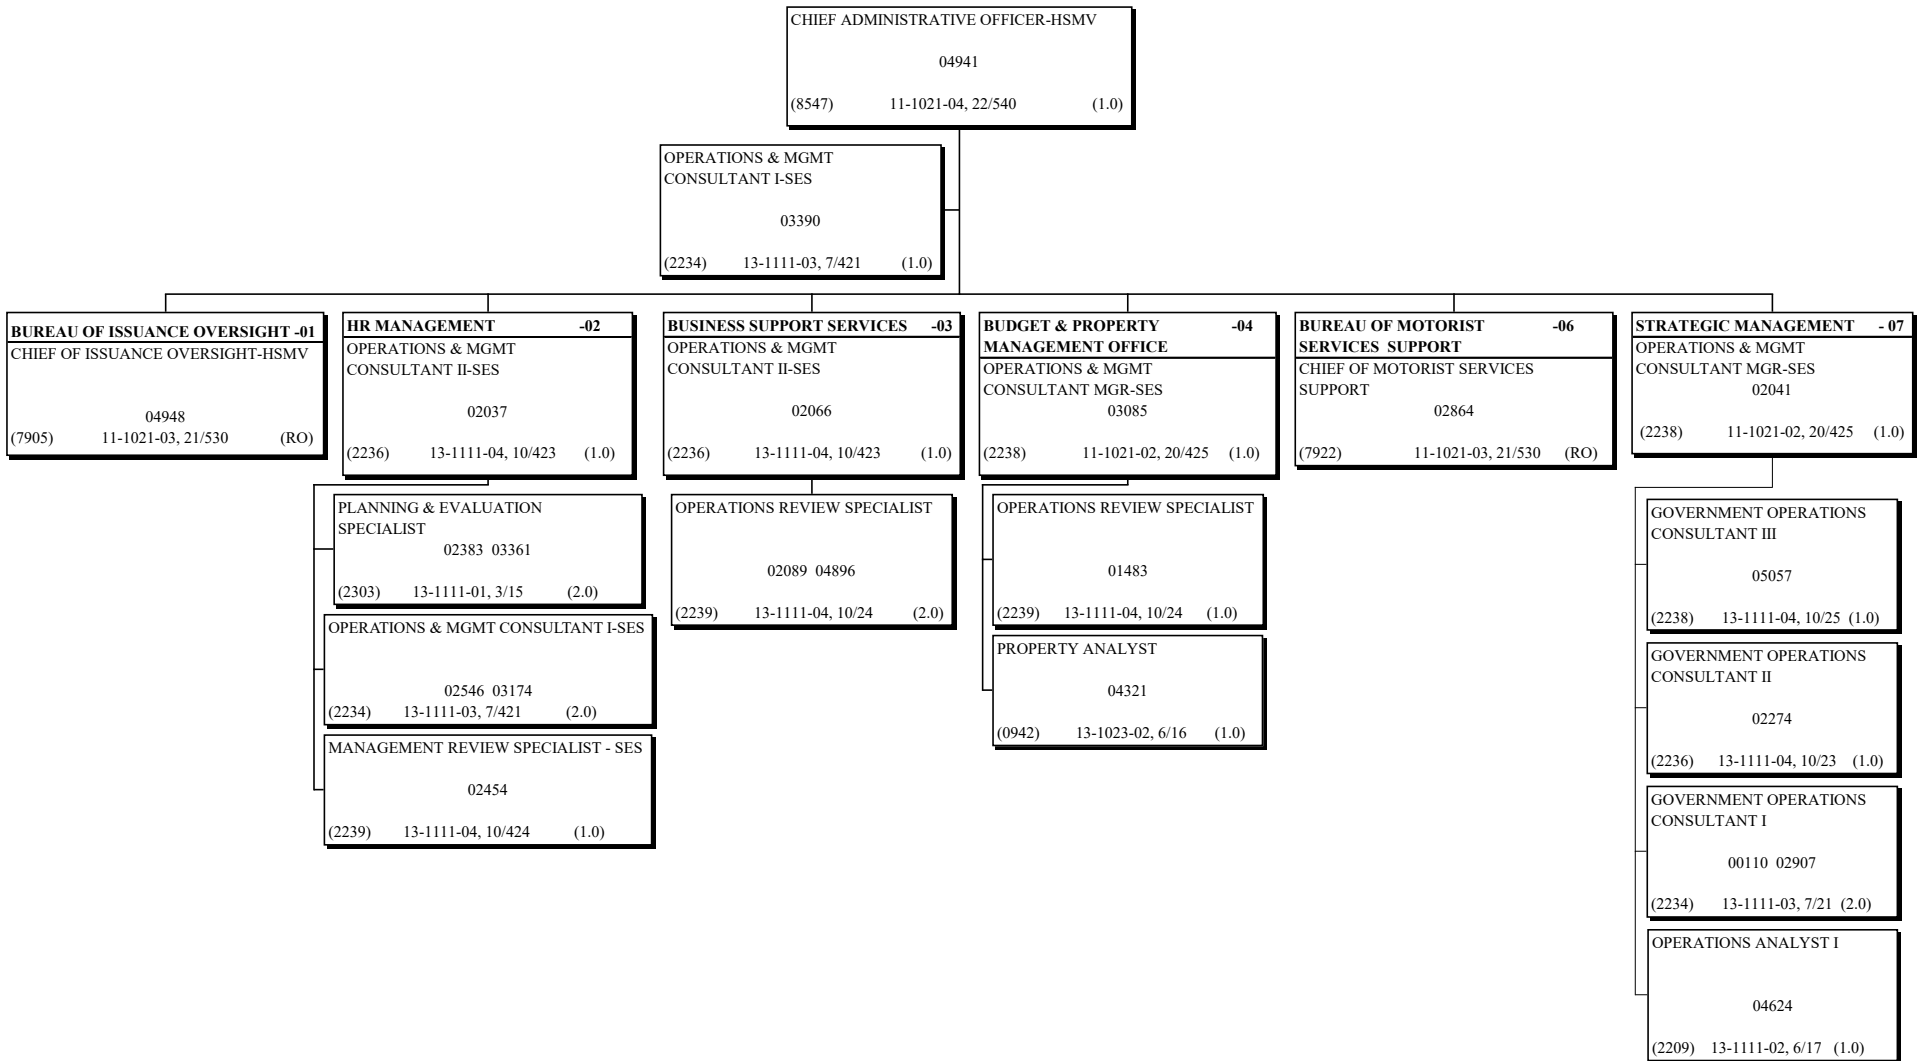 CHIEF ADMINISTRATIVE OFFICER-HSMV
04941
(8547) 11-1021-04, 22/540 (1.0)
OPERATIONS & MGMT
CONSULTANT I-SES
03390
(2234) 13-1111-03, 7/421 (1.0)
BUREAU OF ISSUANCE OVERSIGHT -01
CHIEF OF ISSUANCE OVERSIGHT-HSMV
04948
(7905) 11-1021-03, 21/530 (RO)
HR MANAGEMENT -02
OPERATIONS & MGMT
CONSULTANT II-SES
02037
(2236) 13-1111-04, 10/423 (1.0)
PLANNING & EVALUATION
SPECIALIST
02383 03361
(2303) 13-1111-01, 3/15 (2.0)
OPERATIONS & MGMT CONSULTANT I-SES
02546 03174
(2234) 13-1111-03, 7/421 (2.0)
MANAGEMENT REVIEW SPECIALIST - SES
02454
(2239) 13-1111-04, 10/424 (1.0)
BUSINESS SUPPORT SERVICES -03
OPERATIONS & MGMT
CONSULTANT II-SES
02066
(2236) 13-1111-04, 10/423 (1.0)
OPERATIONS REVIEW SPECIALIST
02089 04896
(2239) 13-1111-04, 10/24 (2.0)
BUDGET & PROPERTY -04
MANAGEMENT OFFICE
OPERATIONS & MGMT
CONSULTANT MGR-SES
03085
(2238) 11-1021-02, 20/425 (1.0)
OPERATIONS REVIEW SPECIALIST
01483
(2239) 13-1111-04, 10/24 (1.0)
PROPERTY ANALYST
04321
(0942) 13-1023-02, 6/16 (1.0)
BUREAU OF MOTORIST -06
SERVICES SUPPORT
CHIEF OF MOTORIST SERVICES
SUPPORT
02864
(7922) 11-1021-03, 21/530 (RO)
STRATEGIC MANAGEMENT - 07
OPERATIONS & MGMT
CONSULTANT MGR-SES
02041
(2238) 11-1021-02, 20/425 (1.0)
GOVERNMENT OPERATIONS
CONSULTANT III
05057
(2238) 13-1111-04, 10/25 (1.0)
GOVERNMENT OPERATIONS
CONSULTANT II
02274
(2236) 13-1111-04, 10/23 (1.0)
GOVERNMENT OPERATIONS
CONSULTANT I
00110 02907
(2234) 13-1111-03, 7/21 (2.0)
OPERATIONS ANALYST I
04624
(2209) 13-1111-02, 6/17 (1.0)